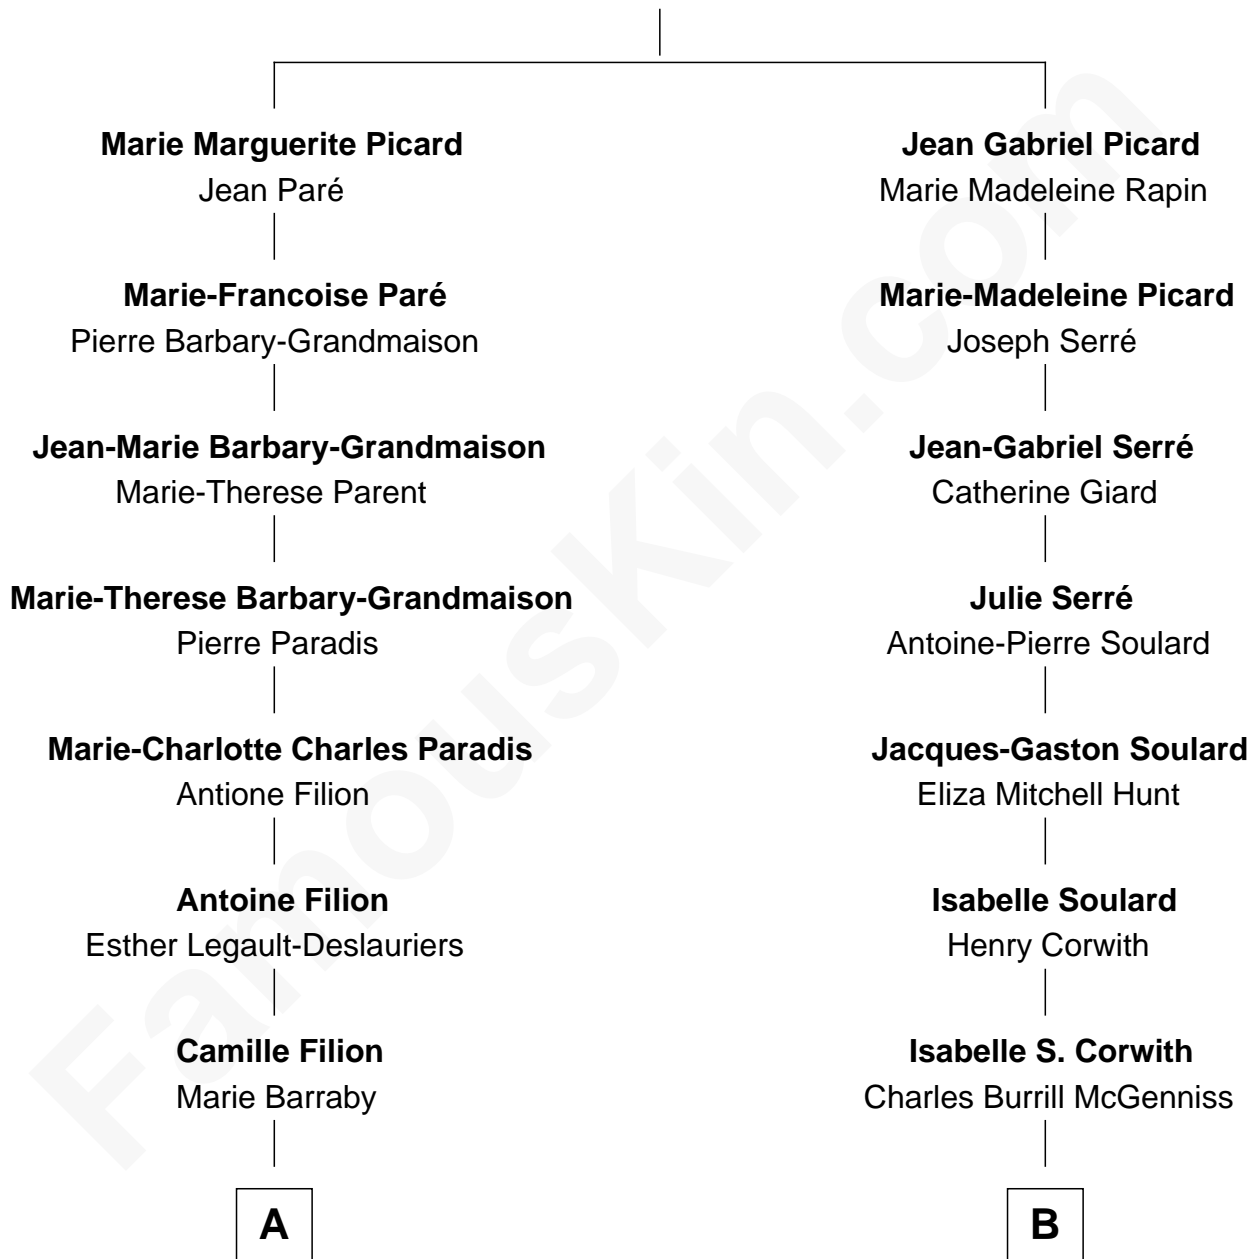 Marie Marguerite Picard
Jean Paré
Marie-Francoise Paré
Pierre Barbary-Grandmaison
Jean-Marie Barbary-Grandmaison
Marie-Therese Parent
Marie-Therese Barbary-Grandmaison
Pierre Paradis
Marie-Charlotte Charles Paradis
Antione Filion
Antoine Filion
Esther Legault-Deslauriers
Camille Filion
Marie Barraby
A
Jean Gabriel Picard
Marie Madeleine Rapin
Marie-Madeleine Picard
Joseph Serré
Jean-Gabriel Serré
Catherine Giard
Julie Serré
Antoine-Pierre Soulard
Jacques-Gaston Soulard
Eliza Mitchell Hunt
Isabelle Soulard
Henry Corwith
Isabelle S. Corwith
Charles Burrill McGenniss
B
FamousKin.com